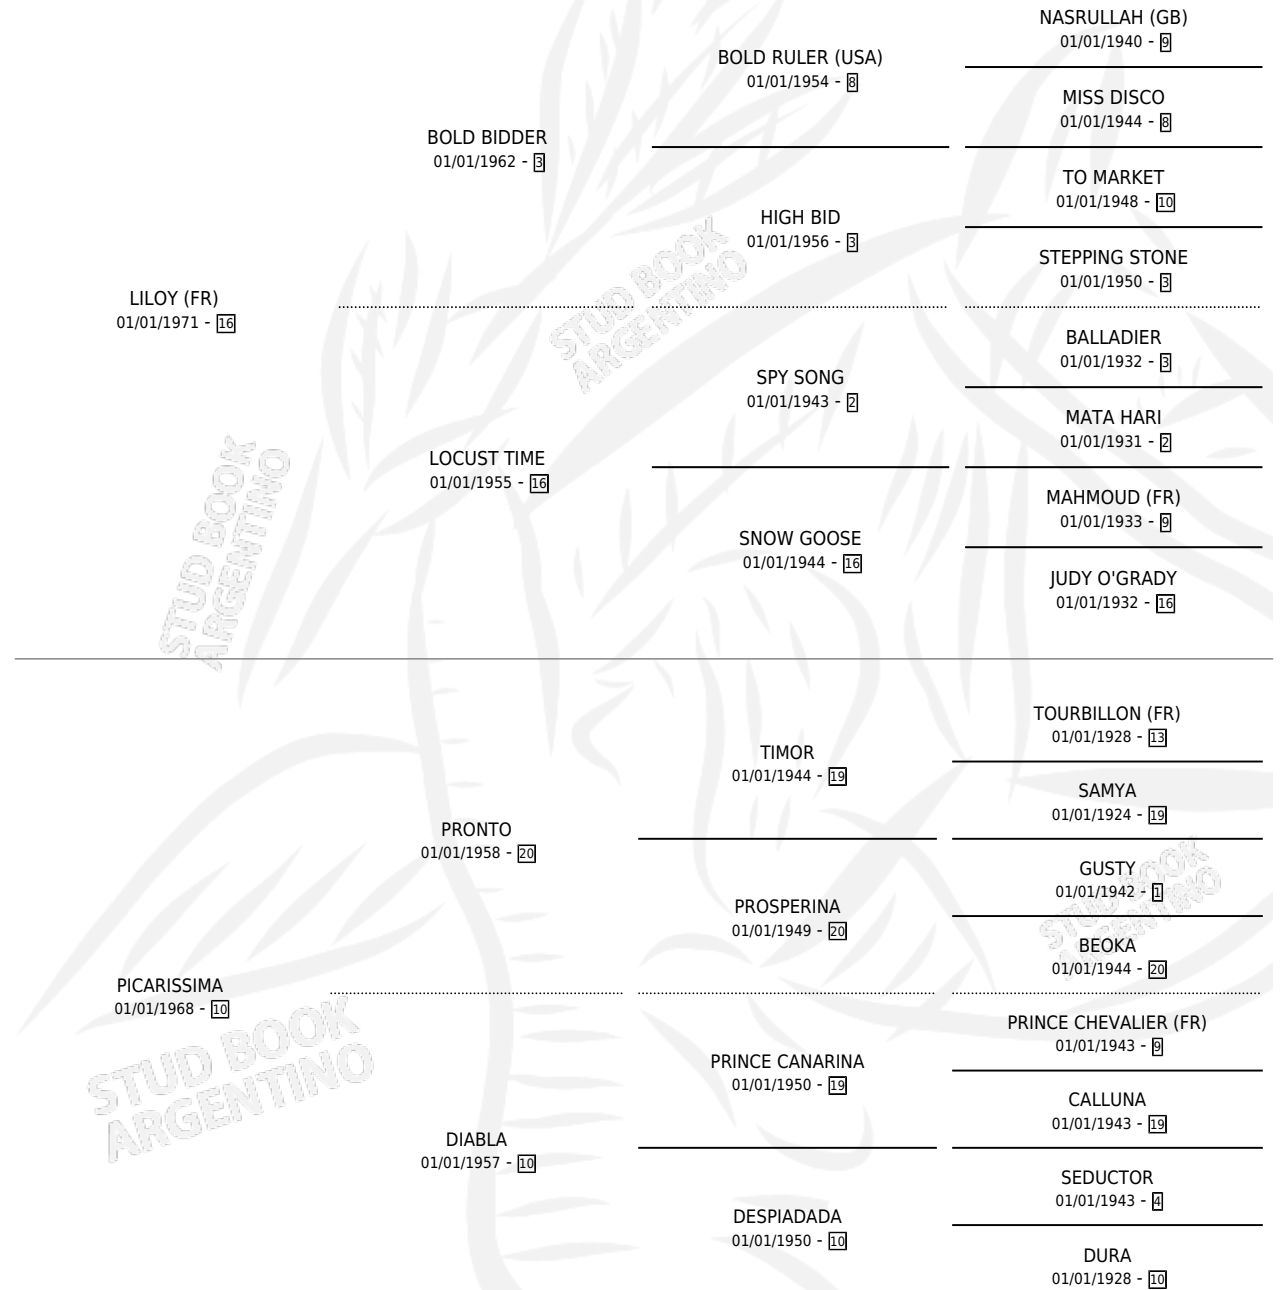 NASRULLAH (GB)
01/01/1940 - 9
BOLD RULER (USA)
01/01/1954 - 8
MISS DISCO
01/01/1944 - 8
BOLD BIDDER
01/01/1962 - 3
TO MARKET
01/01/1948 - 10
HIGH BID
01/01/1956 - 3
STEPPING STONE
01/01/1950 - 3
LILOY (FR)
01/01/1971 - 16
BALLADIER
01/01/1932 - 3
SPY SONG
01/01/1943 - 2
MATA HARI
01/01/1931 - 2
LOCUST TIME
01/01/1955 - 16
MAHMOUD (FR)
01/01/1933 - 9
SNOW GOOSE
01/01/1944 - 16
JUDY O'GRADY
01/01/1932 - 16
TOURBILLON (FR)
01/01/1928 - 13
TIMOR
01/01/1944 - 19
SAMYA
01/01/1924 - 19
PRONTO
01/01/1958 - 20
GUSTY
01/01/1942 - 1
PROSPERINA
01/01/1949 - 20
BEOKA
01/01/1944 - 20
PICARISSIMA
01/01/1968 - 10
PRINCE CHEVALIER (FR)
01/01/1943 - 9
PRINCE CANARINA
01/01/1950 - 19
CALLUNA
01/01/1943 - 19
DIABLA
01/01/1957 - 10
SEDUCTOR
01/01/1943 - 4
DESPIADADA
01/01/1950 - 10
DURA
01/01/1928 - 10
STUD BOOK
ARGENTINO
STUD BOOK
ARGENTINO
STUD BOOK
ARGENTINO
STUD BOOK
ARGENTINO